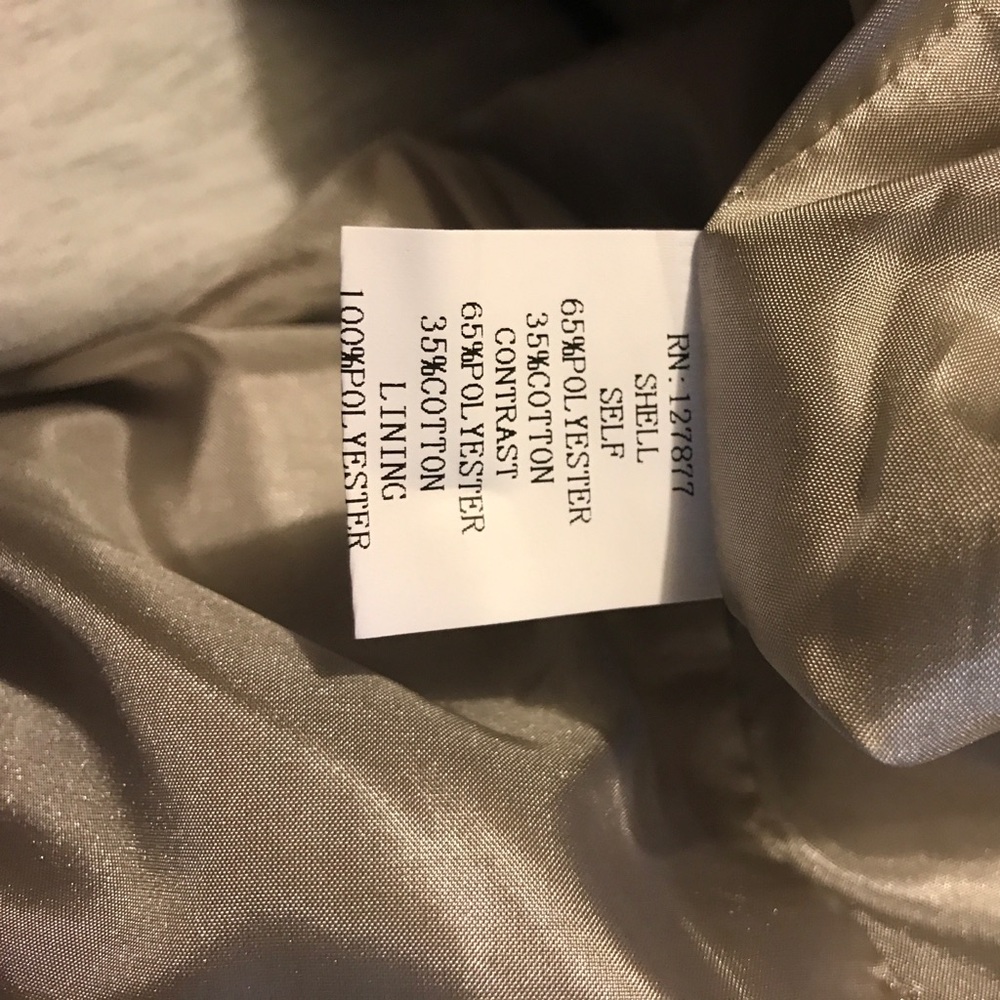 RN:127877
SHELL
SELF
65%POLYESTER
35%COTTON
CONTRAST
65%POLYESTER
35%COTTON
LINING
100%POLYESTER